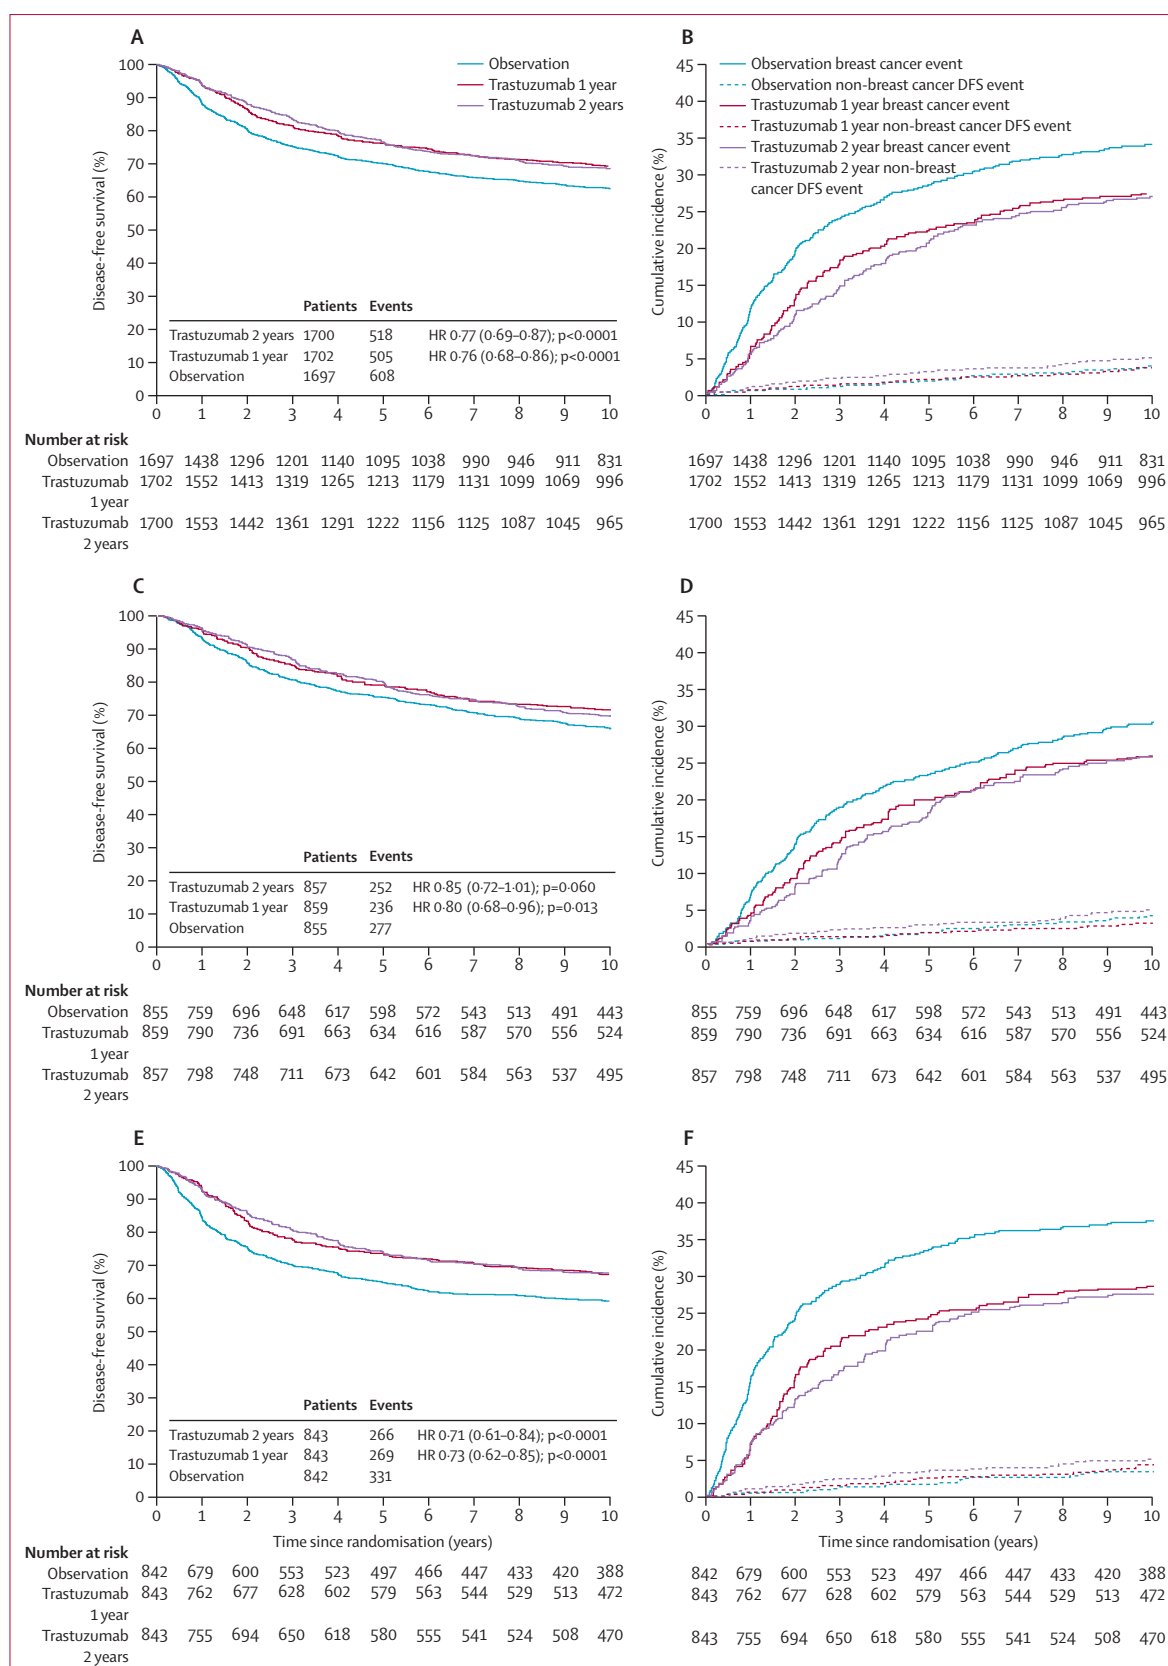 A
100
90
80
70
60
50
40
30
20
10
0
Disease-free survival (%)
Observation
Trastuzumab 1 year
Trastuzumab 2 years
Patients Events
Trastuzumab 2 years 1700 518 HR 0·77 (0·69–0·87); p<0·0001
Trastuzumab 1 year 1702 505 HR 0·76 (0·68–0·86); p<0·0001
Observation 1697 608
0 1 2 3 4 5 6 7 8 9 10
B
45
40
35
30
25
20
15
10
5
0
Cumulative incidence (%)
Observation breast cancer event
Observation non-breast cancer DFS event
Trastuzumab 1 year breast cancer event
Trastuzumab 1 year non-breast cancer DFS event
Trastuzumab 2 year breast cancer event
Trastuzumab 2 year non-breast
cancer DFS event
0 1 2 3 4 5 6 7 8 9 10
Number at risk
Observation 1697 1438 1296 1201 1140 1095 1038 990 946 911 831 1697 1438 1296 1201 1140 1095 1038 990 946 911 831
Trastuzumab 1702 1552 1413 1319 1265 1213 1179 1131 1099 1069 996 1702 1552 1413 1319 1265 1213 1179 1131 1099 1069 996
1 year
Trastuzumab 1700 1553 1442 1361 1291 1222 1156 1125 1087 1045 965 1700 1553 1442 1361 1291 1222 1156 1125 1087 1045 965
2 years
C
100
90
80
70
60
50
40
30
20
10
0
Disease-free survival (%)
Patients Events
Trastuzumab 2 years 857 252 HR 0·85 (0·72–1·01); p=0·060
Trastuzumab 1 year 859 236 HR 0·80 (0·68–0·96); p=0·013
Observation 855 277
0 1 2 3 4 5 6 7 8 9 10
D
45
40
35
30
25
20
15
10
5
0
Cumulative incidence (%)
0 1 2 3 4 5 6 7 8 9 10
Number at risk
Observation 855 759 696 648 617 598 572 543 513 491 443 855 759 696 648 617 598 572 543 513 491 443
Trastuzumab 859 790 736 691 663 634 616 587 570 556 524 859 790 736 691 663 634 616 587 570 556 524
1 year
Trastuzumab 857 798 748 711 673 642 601 584 563 537 495 857 798 748 711 673 642 601 584 563 537 495
2 years
E
100
90
80
70
60
50
40
30
20
10
0
Disease-free survival (%)
Patients Events
Trastuzumab 2 years 843 266 HR 0·71 (0·61–0·84); p<0·0001
Trastuzumab 1 year 843 269 HR 0·73 (0·62–0·85); p<0·0001
Observation 842 331
0 1 2 3 4 5 6 7 8 9 10
Time since randomisation (years)
F
45
40
35
30
25
20
15
10
5
0
Cumulative incidence (%)
0 1 2 3 4 5 6 7 8 9 10
Time since randomisation (years)
Number at risk
Observation 842 679 600 553 523 497 466 447 433 420 388 842 679 600 553 523 497 466 447 433 420 388
Trastuzumab 843 762 677 628 602 579 563 544 529 513 472 843 762 677 628 602 579 563 544 529 513 472
1 year
Trastuzumab 843 755 694 650 618 580 555 541 524 508 470 843 755 694 650 618 580 555 541 524 508 470
2 years